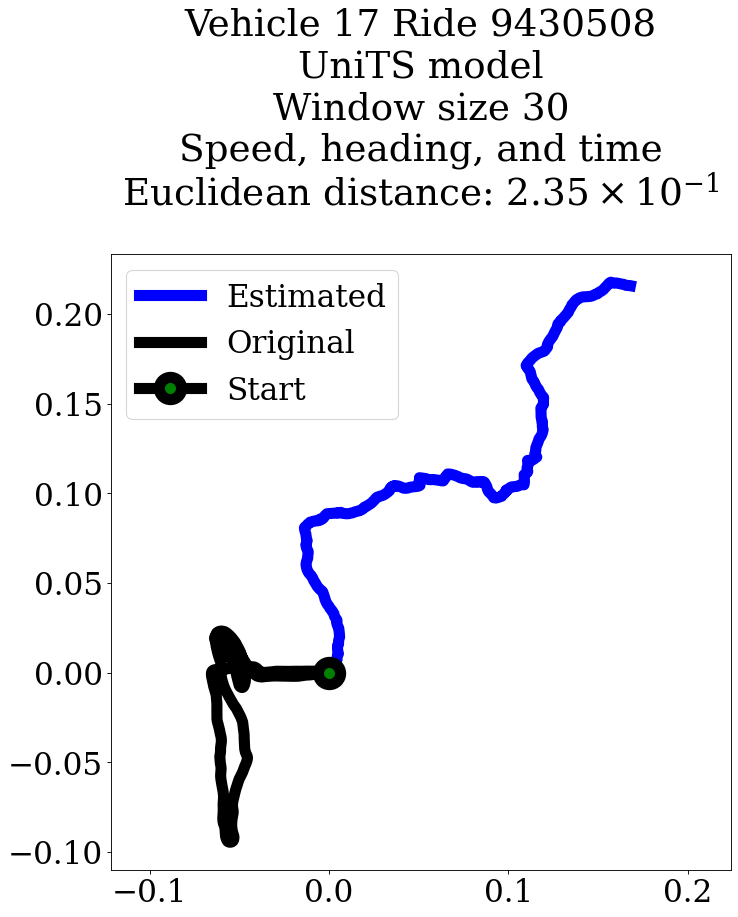 Vehicle 17 Ride 9430508
UniTS model
Window size 30
Speed, heading, and time
Euclidean distance: 2.35 × 10⁻¹
Estimated
Original
Start
0.20
0.15
0.10
0.05
0.00
−0.05
−0.10
−0.1 0.0 0.1 0.2